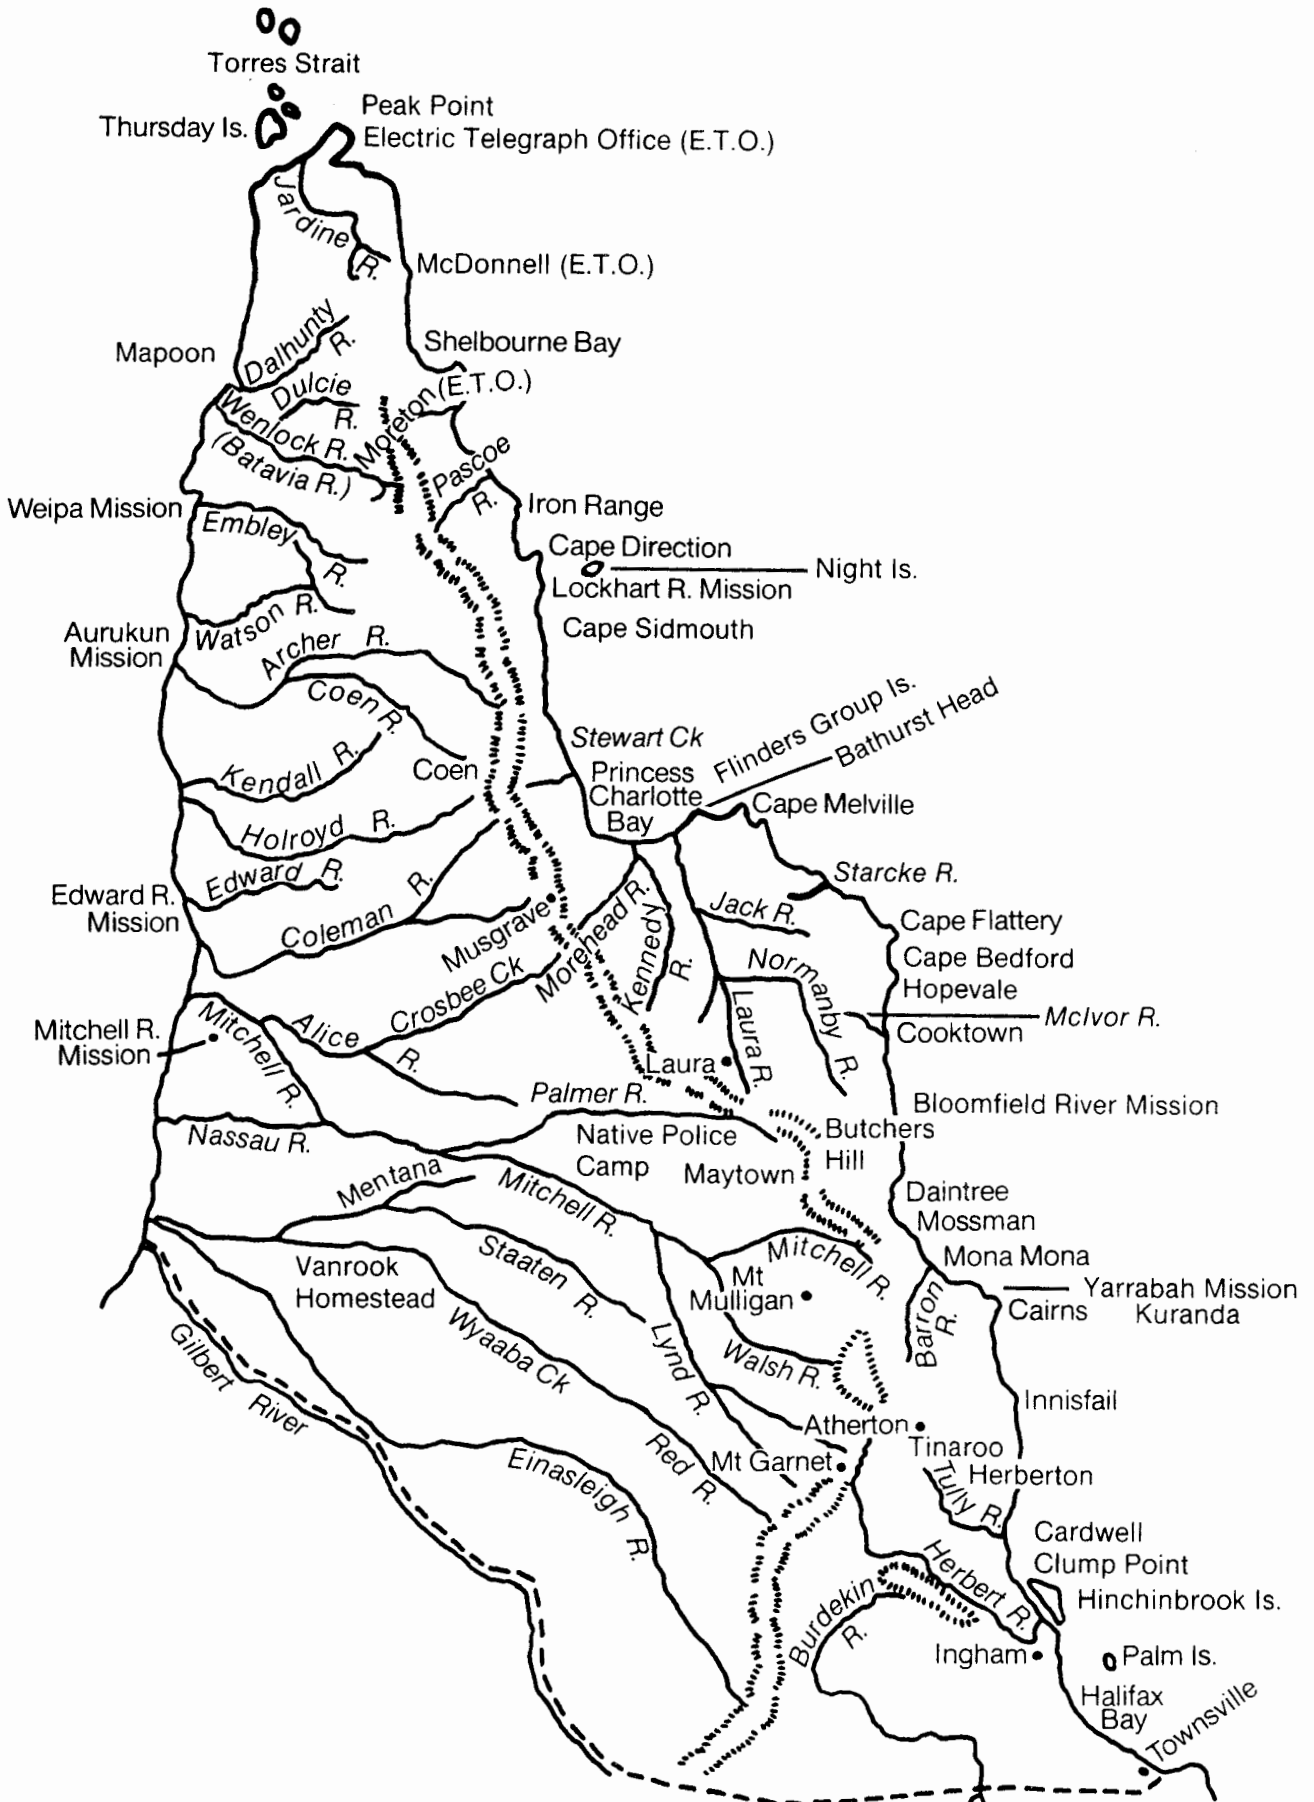 Torres Strait
Peak Point
Thursday Is.
Electric Telegraph Office (E.T.O.)
Jardine R.
McDonnell (E.T.O.)
Mapoon
Dalhunty R.
Shelbourne Bay
Dulcie R.
Moreton (E.T.O.)
Wenlock R.
(Batavia R.)
Pascoe R.
Weipa Mission
Iron Range
Embley R.
Cape Direction
Night Is.
Lockhart R. Mission
Watson R.
Cape Sidmouth
Aurukun
Mission
Archer R.
Coen R.
Flinders Group Is.
Bathurst Head
Stewart Ck
Kendall R.
Coen
Princess
Charlotte
Bay
Cape Melville
Holroyd R.
Edward R.
Starcke R.
Edward R.
Mission
Coleman R.
Musgrave
Morehead R.
Kennedy R.
Jack R.
Cape Flattery
Cape Bedford
Hopevale
Normanby R.
Crosbee Ck
Laura R.
McIvor R.
Cooktown
Mitchell R.
Mission
Mitchell R.
Alice R.
Laura
Palmer R.
Bloomfield River Mission
Nassau R.
Native Police
Camp
Butchers
Hill
Maytown
Mentana
Mitchell R.
Daintree
Mossman
Mitchell R.
Mona Mona
Staaten R.
Vanrook
Homestead
Mt
Mulligan
Barron R.
Yarrabah Mission
Cairns
Kuranda
Gilbert River
Wyaaba Ck
Lynd R.
Walsh R.
Innisfail
Atherton
Tinaroo
Red R.
Mt Garnet
Herberton
Tully R.
Einasleigh R.
Cardwell
Clump Point
Herbert R.
Hinchinbrook Is.
Burdekin R.
Ingham
Palm Is.
Halifax
Bay
Townsville